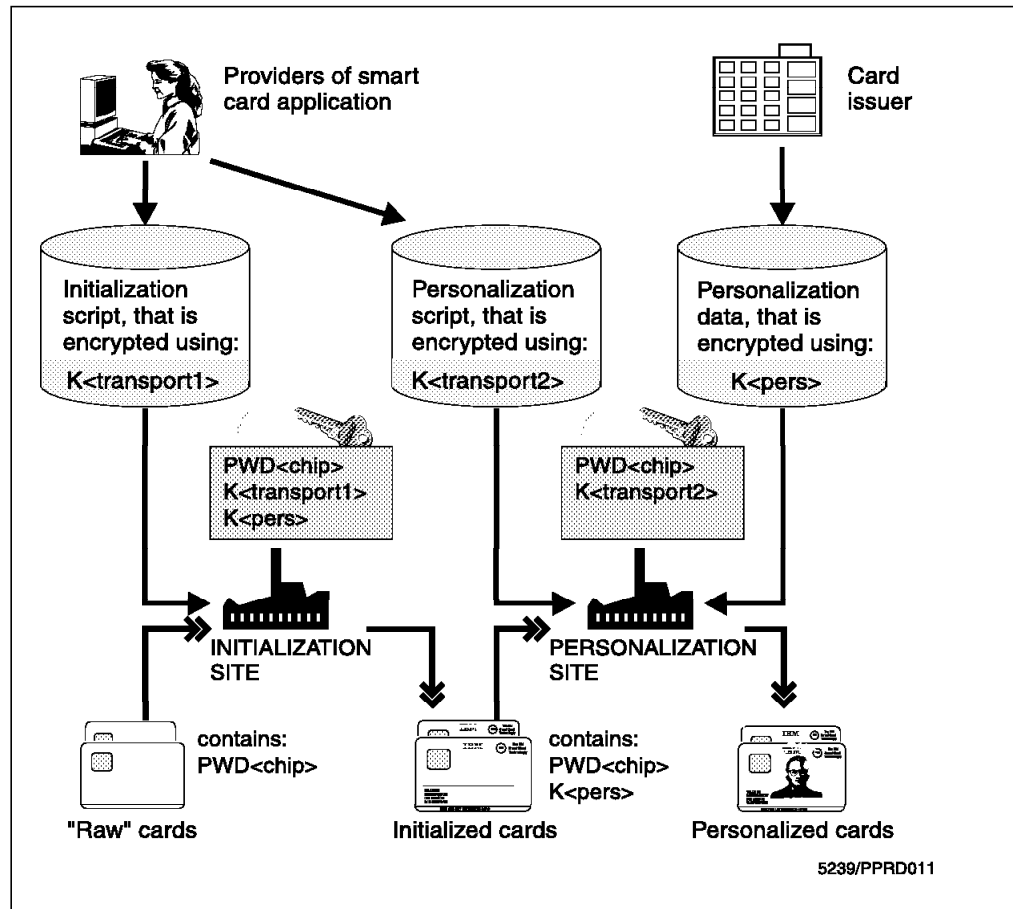 Providers of smart
card application
Card
issuer
Initialization
script, that is
encrypted using:
K<transport1>
Personalization
script, that is
encrypted using:
K<transport2>
Personalization
data, that is
encrypted using:
K<pers>
PWD<chip>
K<transport1>
K<pers>
PWD<chip>
K<transport2>
INITIALIZATION
SITE
PERSONALIZATION
SITE
contains:
PWD<chip>
"Raw" cards
IBM
contains:
PWD<chip>
K<pers>
Initialized cards
IBM
Personalized cards
5239/PPRD011